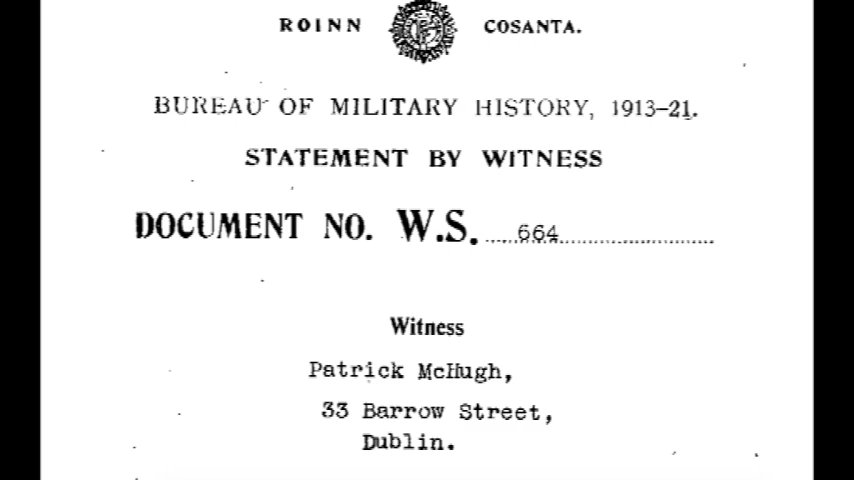 ROINN COSANTA.
BUREAU OF MILITARY HISTORY, 1913-21.
STATEMENT BY WITNESS
DOCUMENT NO. W.S. 664
Witness
Patrick McHugh,
33 Barrow Street,
Dublin.